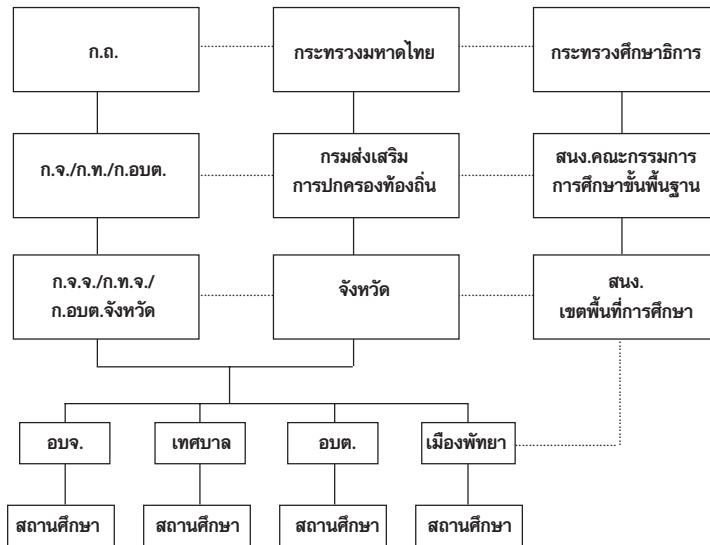 ก.ถ.
กระทรวงมหาดไทย
กระทรวงศึกษาธิการ
ก.จ./ก.ท./ก.อบต.
กรมส่งเสริม
การปกครองท้องถิ่น
สนง.คณะกรรมการ
การศึกษาขั้นพื้นฐาน
ก.จ.จ./ก.ท.จ./
ก.อบต.จังหวัด
จังหวัด
สนง.
เขตพื้นที่การศึกษา
อบจ.
เทศบาล
อบต.
เมืองพัทยา
สถานศึกษา
สถานศึกษา
สถานศึกษา
สถานศึกษา